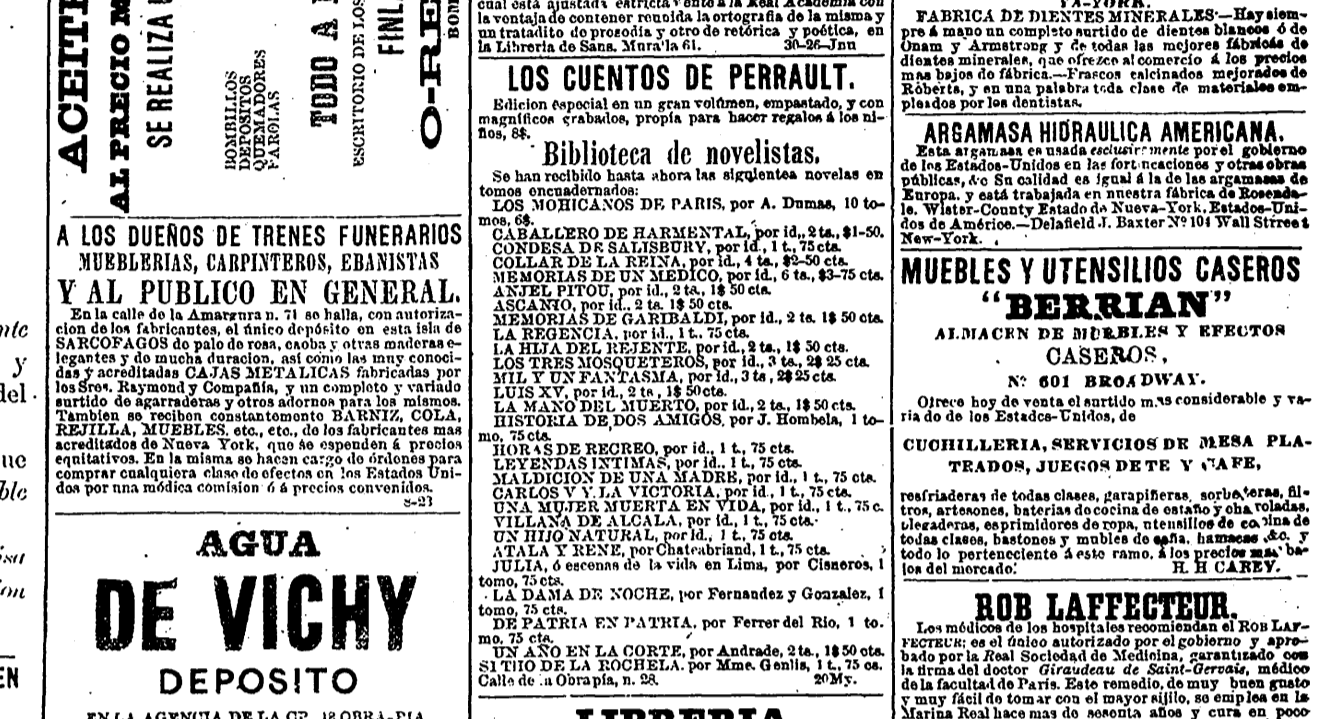 nte
y
del
que
ble
ACEITE
AL PRECIO
SE REALIZA
BOMBILLOS
DEPOSITOS
QUEMADORES
FAROLAS
TODO A
ESCRITORIO DE LOS
A LOS DUEÑOS DE TRENES FUNERARIOS
MUEBLERIAS, CARPINTEROS, EBANISTAS
Y AL PUBLICO EN GENERAL.
En la calle de la Amargura n. 71 se halla, con autoriza-
cion de los fabricantes, el único depósito en esta isla de
SARCOFAGOS de palo de rosa, caoba y otras maderas e-
legantes y de mucha duracion, así como las muy conoci-
das y acreditadas CAJAS METALICAS fabricadas por
los Sres. Raymond y Compañía, y un completo y variado
surtido de agarraderas y otros adornos para los mismos.
Tambien se reciben constantemente BARNIZ, COLA,
REJILLA, MUEBLES, etc., etc., de los fabricantes mas
acreditados de Nueva York, que se espenden á precios
equitativos. En la misma se hacen cargo de órdenes para
comprar cualquiera clase de efectos en los Estados Uni-
dos por una módica comision ó á precios convenidos.
8-23
AGUA
DE VICHY
DEPOSITO
EN LA AGENCIA DE LA
cual está ajustada estrictamente á la Real Academia con
la ventaja de contener reunida la ortografia de la misma y
un tratadito de prosodia y otro de retórica y poética, en
la Libreria de Sans. Mura'la 61. 30-26-Jnn
LOS CUENTOS DE PERRAULT.
Edicion especial en un gran volúmen, empastado, y con
magníficos grabados, propia para hacer regalos á los ni-
ños, 8$.
Biblioteca de novelistas.
Se han recibido hasta ahora las siguientes novelas en
tomos encuadernados:
LOS MOHICANOS DE PARIS, por A. Dumas, 10 to-
mos, 6$.
CABALLERO DE HARMENTAL, por id., 2 ts., $1-50.
CONDESA DE SALISBURY, por id., 1 t., 75 cts.
COLLAR DE LA REINA, por id., 4 ts., $2-50 cts.
MEMORIAS DE UN MEDICO, por id., 6 ts., $3-75 cts.
ANJEL PITOU, por id., 2 ts., 1$ 50 cts.
ASCANIO, por id.. 2 ts. 1$ 50 cts.
MEMORIAS DE GARIBALDI, por id., 2 ts. 1$ 50 cts.
LA REGENCIA, por id., 1 t., 75 cts.
LA HIJA DEL REJENTE, por id., 2 ts., 1$ 50 cts.
LOS TRES MOSQUETEROS, por id., 3 ts., 2$ 25 cts.
MIL Y UN FANTASMA, por id., 3 ts, 2$ 25 cts.
LUIS XV, por id., 2 ts, 1$ 50 cts.
LA MANO DEL MUERTO, por id., 2 ts., 1$ 50 cts.
HISTORIA DE DOS AMIGOS, por J. Hombela, 1 to-
mo, 75 cts.
HORAS DE RECREO, por id., 1 t., 75 cts.
LEYENDAS INTIMAS, por id.. 1 t., 75 cts.
MALDICION DE UNA MADRE, por id., 1 t., 75 cts.
CARLOS V Y LA VICTORIA, por id., 1 t., 75 cts.
UNA MUJER MUERTA EN VIDA, por id., 1 t., 75 c.
VILLANA DE ALCALA, por id., 1 t., 75 cts.
UN HIJO NATURAL, por id., 1 t., 75 cts.
ATALA Y RENE, por Chateabriand, 1 t., 75 cts.
JULIA, ó escenas de la vida en Lima, por Cisneros, 1
tomo, 75 cts.
LA DAMA DE NOCHE, por Fernandez y Gonzalez, 1
tomo, 75 cts.
DE PATRIA EN PATRIA, por Ferrer del Rio, 1 to.
mo, 75 cts.
UN AÑO EN LA CORTE, por Andrade, 2 ts., 1$ 50 cts.
SITIO DE LA ROCHELA. por Mme. Genlis, 1 t., 75 cs.
Calle de la Obrapía, n. 28. 20My.
LIBRERIA
FABRICA DE DIENTES MINERALES—Hay siem-
pre á mano un completo surtido de dientes blancos ó de
Onam y Armstrong y de todas las mejores fábricas de
dientes minerales, que ofrezco al comercio á los precios
mas bajos de fábrica.—Frascos calcinados mejorados de
Roberts, y en una palabra toda clase de materiales em-
pleados por los dentistas.
ARGAMASA HIDRAULICA AMERICANA.
Esta argamasa es usada esclusivamente por el gobierno
de los Estados-Unidos en las fortificaciones y otras obras
públicas, &c Su calidad es igual á la de las argamasas de
Europa. y está trabajada en nuestra fábrica de Rosenda-
le. Wister-County Estado de Nueva-York, Estados-Uni-
dos de América.—Delafield J. Baxter Nº 104 Wall Strreet
New-York.
MUEBLES Y UTENSILIOS CASEROS
"BERRIAN"
ALMACEN DE MUEBLES Y EFECTOS
CASEROS,
Nº 601 BROADWAY.
Ofrece hoy de venta el surtido mas considerable y va-
riado de los Estados-Unidos, de
CUCHILLERIA, SERVICIOS DE MESA PLA-
TRADOS, JUEGOS DE TE Y CAFE,
resfriaderas de todas clases, garapiñeras, sorbeteras, fil-
tros, artesones, baterias de cocina de estaño y
plegaderas, esprimidores de ropa, utensilios de cocina de
todas clases, bastones y mubles de caña, hamacas &c. y
todo lo perteneciente á este ramo, á los precios mas ba-
jos del mercado. H. H CAREY.
ROB LAFFECTEUR.
Los médicos de los hospitales recomiendan el ROB LAF-
FECTEUR; es el único autorizado por el gobierno y apro-
bado por la Real Sociedad de Medicina, garantizado con
la firma del doctor Giraudeau de Saint-Gervais, médico
de la facultad de Paris. Este remedio, de muy buen gusto
y muy fácil de tomar con el mayor sijilo, se emplea en la
Marina Real hace mas de sesenta años y cura en poco